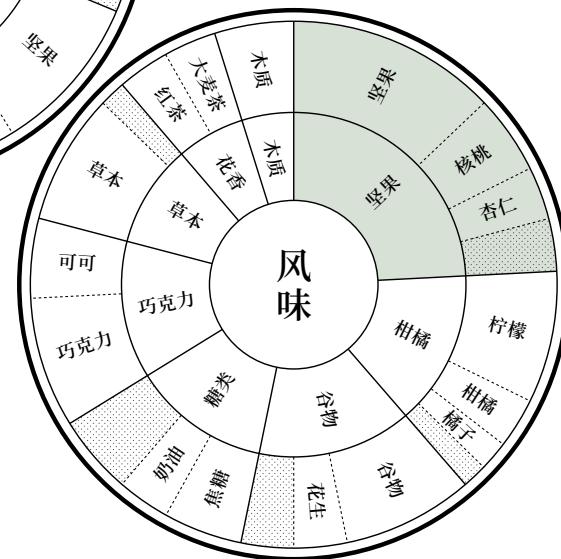 坚果
风
味
坚果
柑橘
谷物
糖类
巧克力
草本
花香
木质
坚果
核桃
杏仁
柠檬
柑橘
橘子
谷物
花生
焦糖
奶油
巧克力
可可
草本
红茶
大麦茶
木质